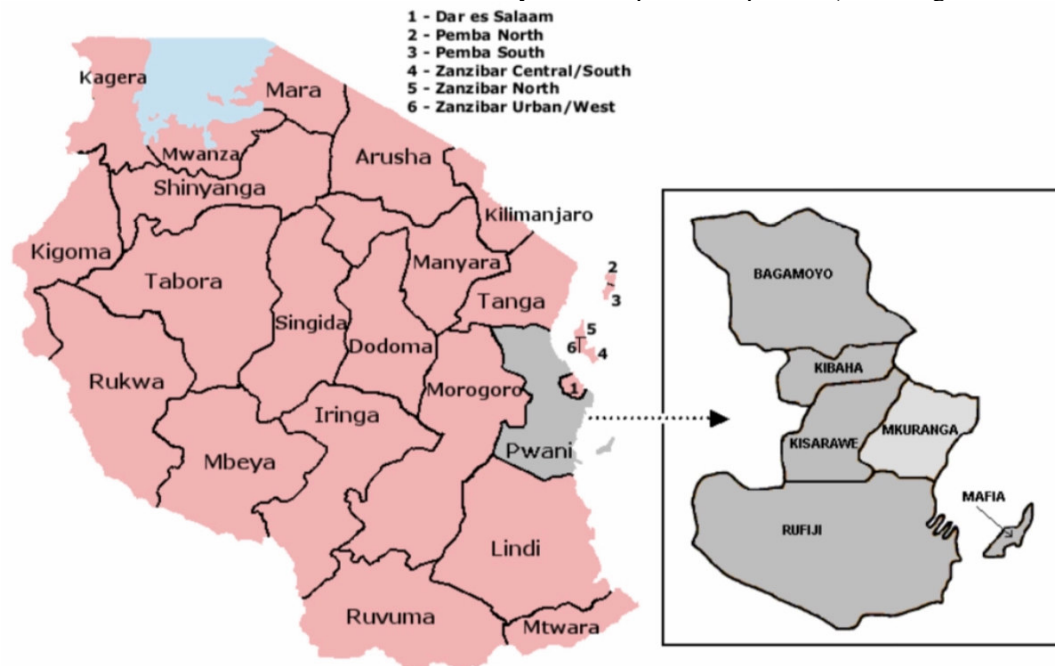 1 - Dar es Salaam
2 - Pemba North
3 - Pemba South
4 - Zanzibar Central/South
5 - Zanzibar North
6 - Zanzibar Urban/West
Kagera
Mara
Mwanza
Arusha
Shinyanga
Kilimanjaro
Kigoma
Manyara
Tabora
Tanga
2
3
Singida
5
6
4
Dodoma
Rukwa
Morogoro
1
Iringa
Pwani
Mbeya
Lindi
Ruvuma
Mtwara
BAGAMOYO
KIBAHA
KISARAWE
MKURANGA
MAFIA
RUFIJI